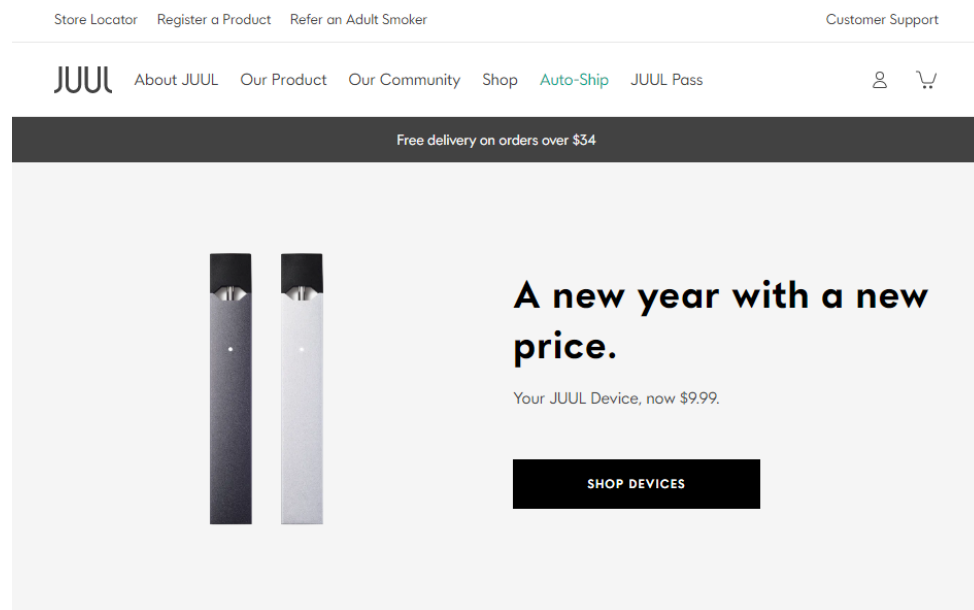 Store Locator Register a Product Refer an Adult Smoker Customer Support
JUUL About JUUL Our Product Our Community Shop Auto-Ship JUUL Pass
Free delivery on orders over $34
A new year with a new
price.
Your JUUL Device, now $9.99.
SHOP DEVICES